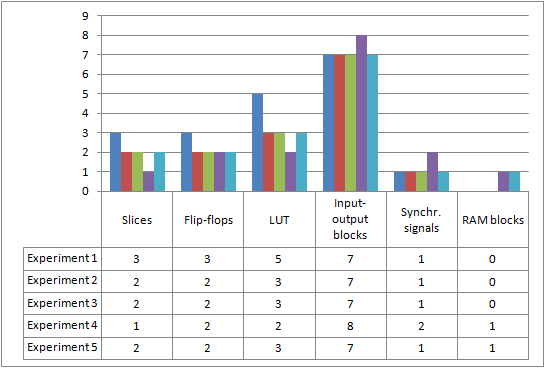 9
8
7
6
5
4
3
2
1
0
Slices Flip-flops LUT Input-output blocks Synchr. signals RAM blocks
Experiment 1 3 3 5 7 1 0
Experiment 2 2 2 3 7 1 0
Experiment 3 2 2 3 7 1 0
Experiment 4 1 2 2 8 2 1
Experiment 5 2 2 3 7 1 1